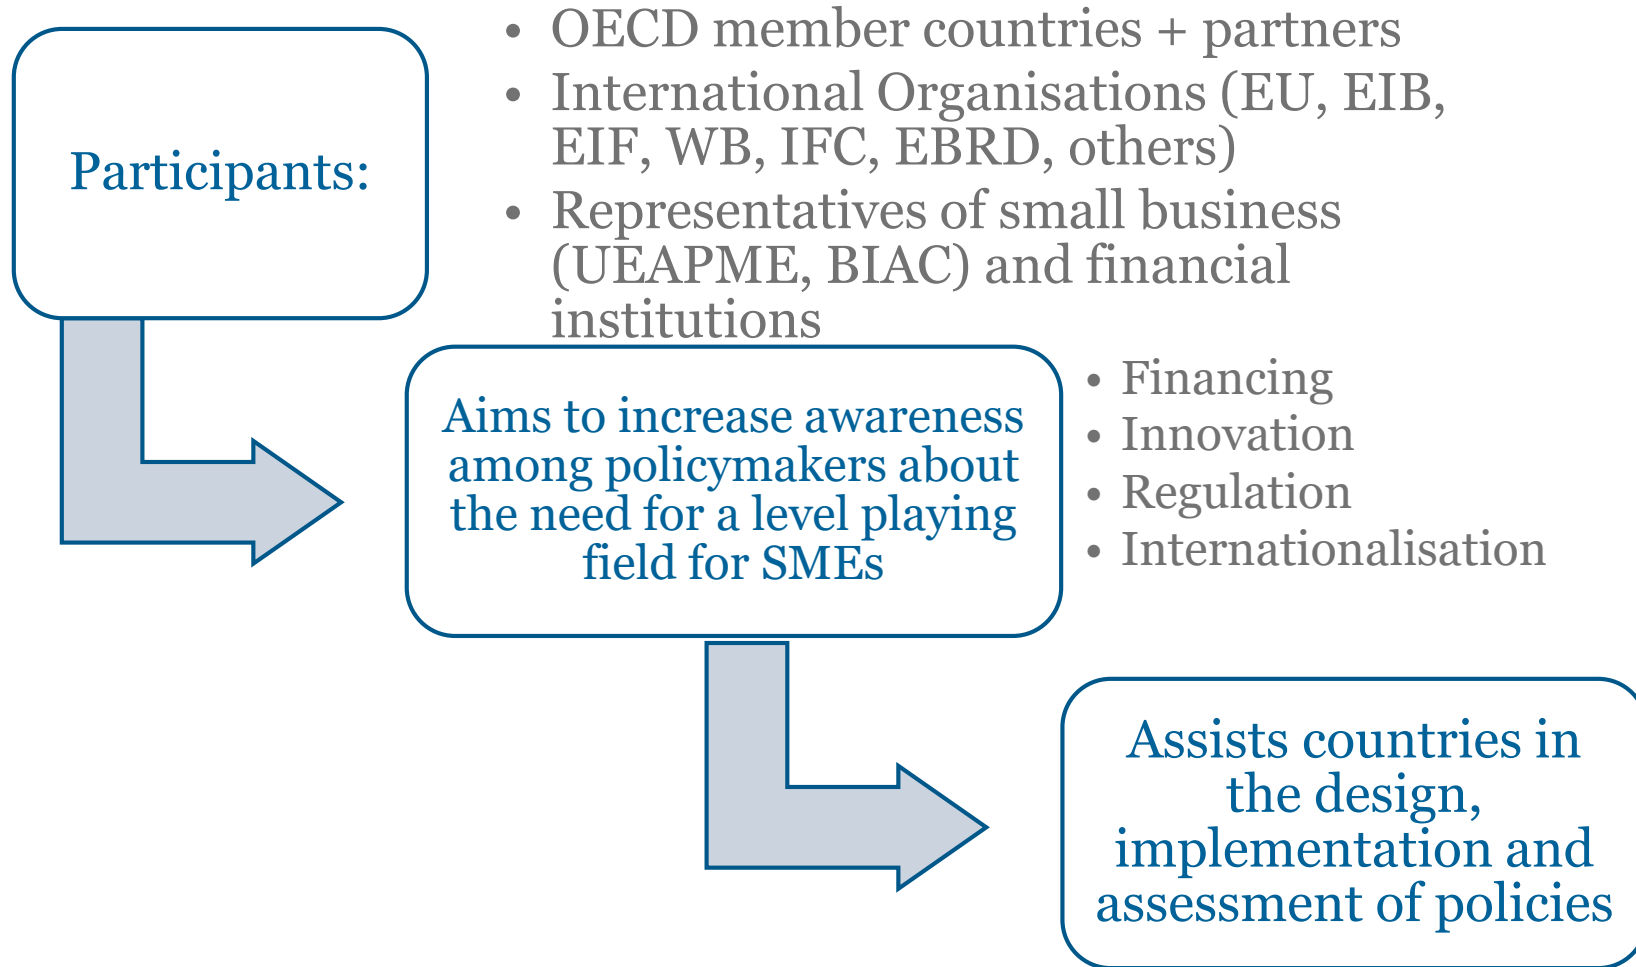 Participants:
• OECD member countries + partners
• International Organisations (EU, EIB,
EIF, WB, IFC, EBRD, others)
• Representatives of small business
(UEAPME, BIAC) and financial
institutions
Aims to increase awareness
among policymakers about
the need for a level playing
field for SMEs
• Financing
• Innovation
• Regulation
• Internationalisation
Assists countries in
the design,
implementation and
assessment of policies